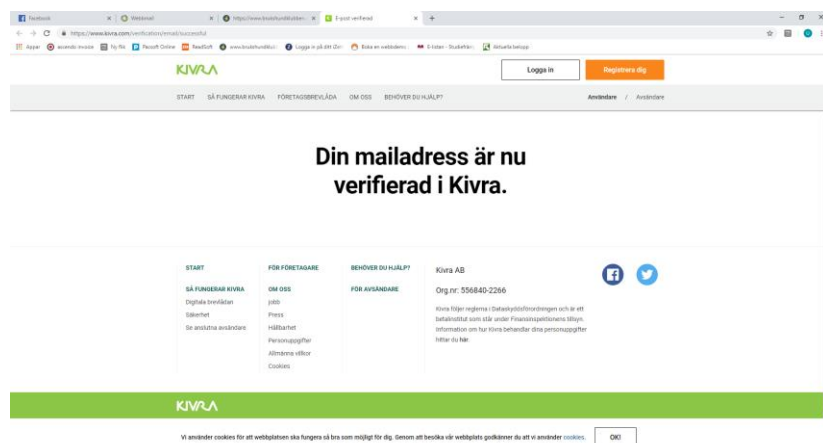 Facebook
Webbmail
E-post verifierad
https://www.kivra.com/verification/email/successful
Appar
Ny flik
Pacsoft Online
ReadSoft
KIVRA
Logga in
Registrera dig
START
SÅ FUNGERAR KIVRA
FÖRETAGSBREVLÅDA
OM OSS
BEHÖVER DU HJÄLP?
Användare / Avsändare
Din mailadress är nu
verifierad i Kivra.
START
SÅ FUNGERAR KIVRA
Digitala brevlådan
Säkerhet
Se anslutna avsändare
FÖR FÖRETAGARE
OM OSS
Jobb
Press
Hållbarhet
Personuppgifter
Allmänna villkor
Cookies
BEHÖVER DU HJÄLP?
FÖR AVSÄNDARE
Kivra AB
Org.nr: 556840-2266
Kivra följer reglerna i Dataskyddsförordningen och är ett
betalinstitut som står under Finansinspektionens tillsyn.
Information om hur Kivra behandlar dina personuppgifter
hittar du här.
KIVRA
Vi använder cookies för att webbplatsen ska fungera så bra som möjligt för dig. Genom att besöka vår webbplats godkänner du att vi använder cookies.
OK!